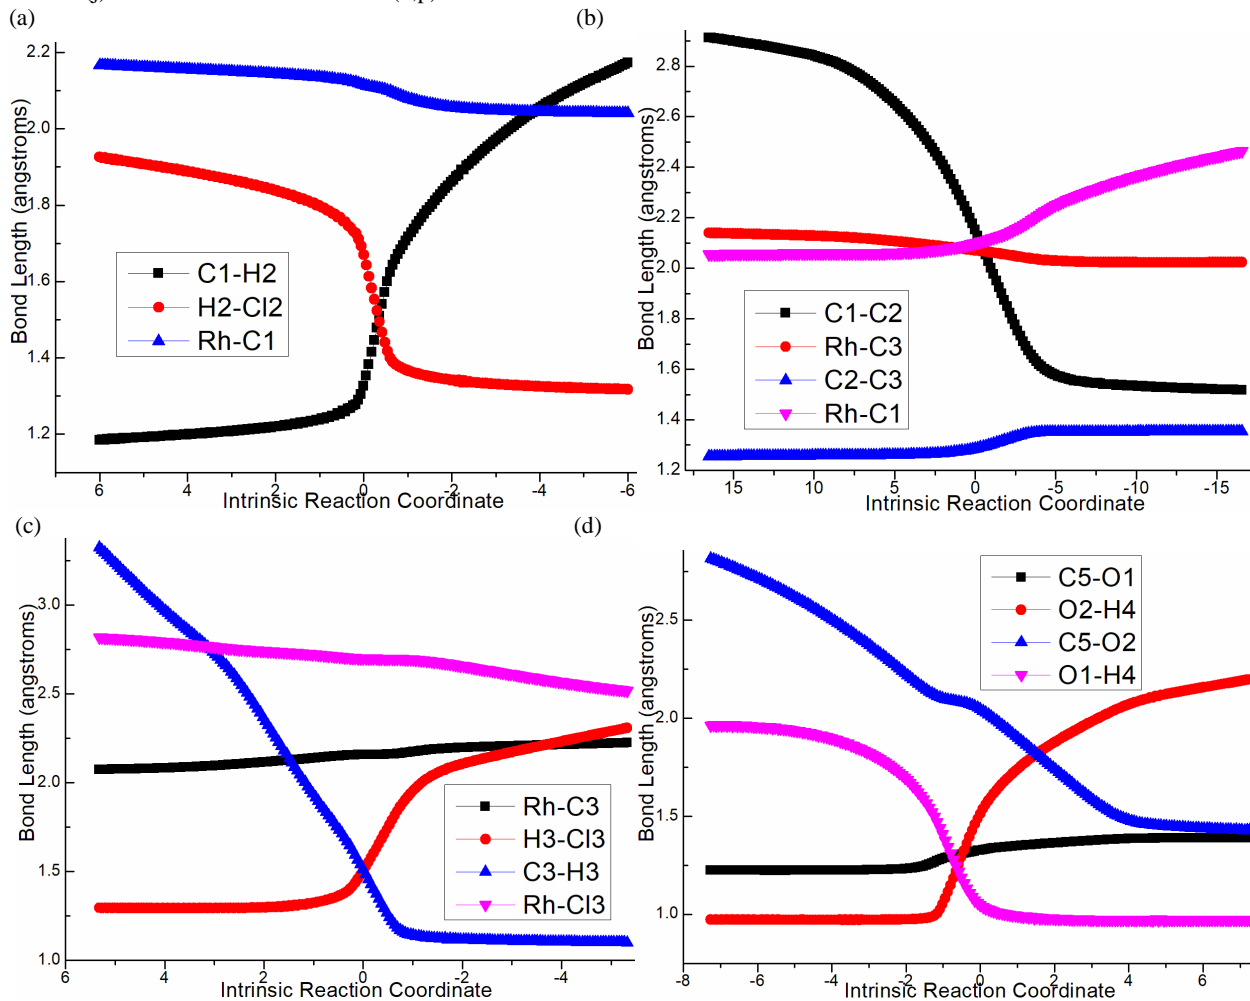 (a)
2.2
2.0
1.8
1.6
1.4
1.2
Bond Length (angstroms)
C1-H2
H2-Cl2
Rh-C1
6 4 2 0 -2 -4 -6
Intrinsic Reaction Coordinate
(b)
2.8
2.6
2.4
2.2
2.0
1.8
1.6
1.4
1.2
Bond Length (angstroms)
C1-C2
Rh-C3
C2-C3
Rh-C1
15 10 5 0 -5 -10 -15
Intrinsic Reaction Coordinate
(c)
3.0
2.5
2.0
1.5
1.0
Bond Length (angstroms)
Rh-C3
H3-Cl3
C3-H3
Rh-Cl3
6 4 2 0 -2 -4
Intrinsic Reaction Coordinate
(d)
2.5
2.0
1.5
1.0
Bond Length (angstroms)
C5-O1
O2-H4
C5-O2
O1-H4
-8 -6 -4 -2 0 2 4 6
Intrinsic Reaction Coordinate